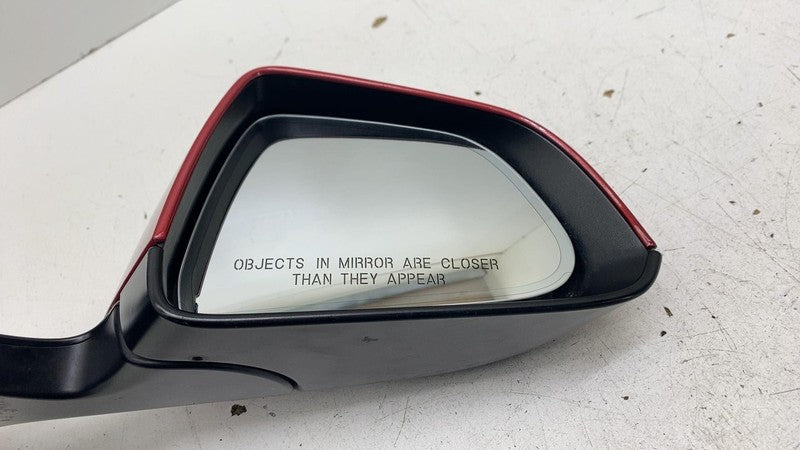 OBJECTS IN MIRROR ARE CLOSER
THAN THEY APPEAR